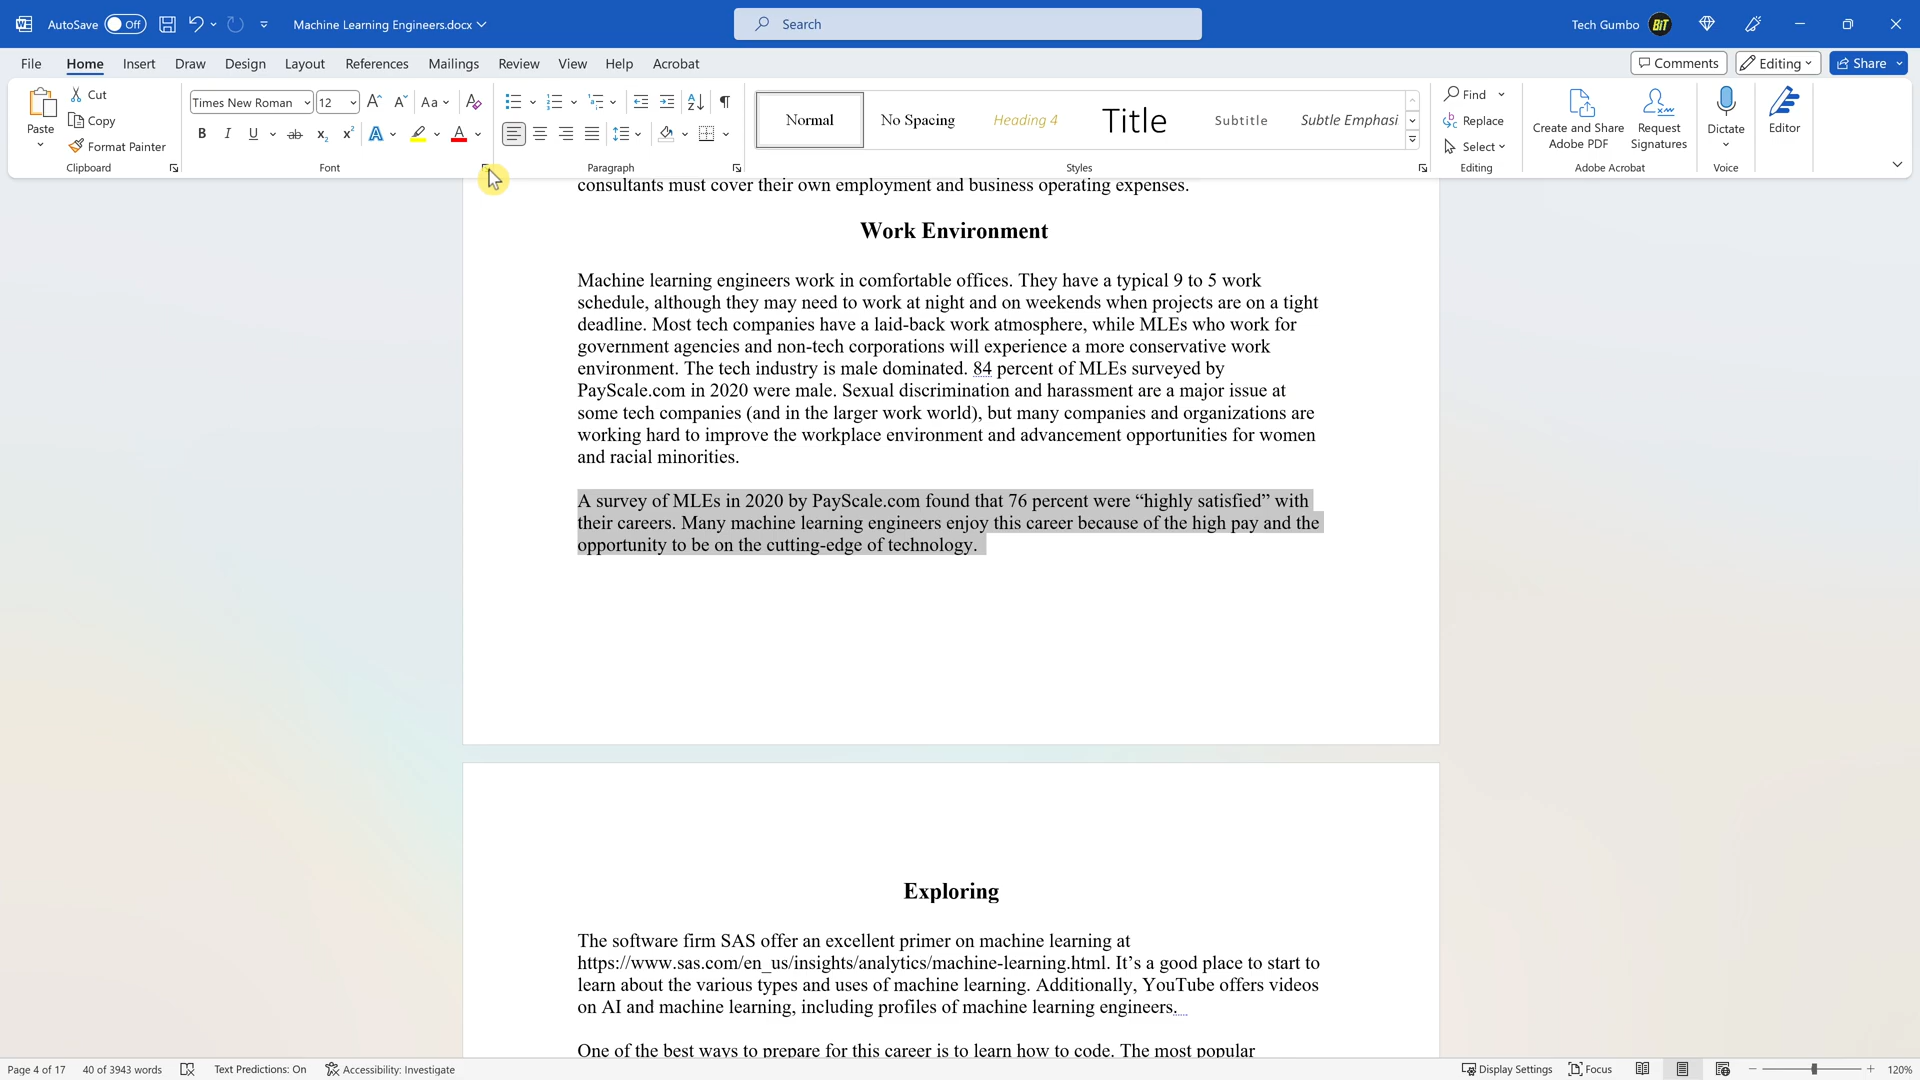 AutoSave Off Machine Learning Engineers.docx Search Tech Gumbo BIT
File Home Insert Draw Design Layout References Mailings Review View Help Acrobat Comments Editing Share
Paste
Cut
Copy
Format Painter
Clipboard
Times New Roman 12 Aa
B I U ab x₂ x² A A
Font
Paragraph
Normal No Spacing Heading 4 Title Subtitle Subtle Emphasi
Styles
Find
Replace
Select
Editing
Create and Share
Adobe PDF
Request
Signatures
Adobe Acrobat
Dictate
Voice
Editor
consultants must cover their own employment and business operating expenses.
Work Environment
Machine learning engineers work in comfortable offices. They have a typical 9 to 5 work
schedule, although they may need to work at night and on weekends when projects are on a tight
deadline. Most tech companies have a laid-back work atmosphere, while MLEs who work for
government agencies and non-tech corporations will experience a more conservative work
environment. The tech industry is male dominated. 84 percent of MLEs surveyed by
PayScale.com in 2020 were male. Sexual discrimination and harassment are a major issue at
some tech companies (and in the larger work world), but many companies and organizations are
working hard to improve the workplace environment and advancement opportunities for women
and racial minorities.
A survey of MLEs in 2020 by PayScale.com found that 76 percent were “highly satisfied” with
their careers. Many machine learning engineers enjoy this career because of the high pay and the
opportunity to be on the cutting-edge of technology.
Exploring
The software firm SAS offer an excellent primer on machine learning at
https://www.sas.com/en_us/insights/analytics/machine-learning.html. It’s a good place to start to
learn about the various types and uses of machine learning. Additionally, YouTube offers videos
on AI and machine learning, including profiles of machine learning engineers.
One of the best ways to prepare for this career is to learn how to code. The most popular
Page 4 of 17 40 of 3943 words Text Predictions: On Accessibility: Investigate Display Settings Focus 120%